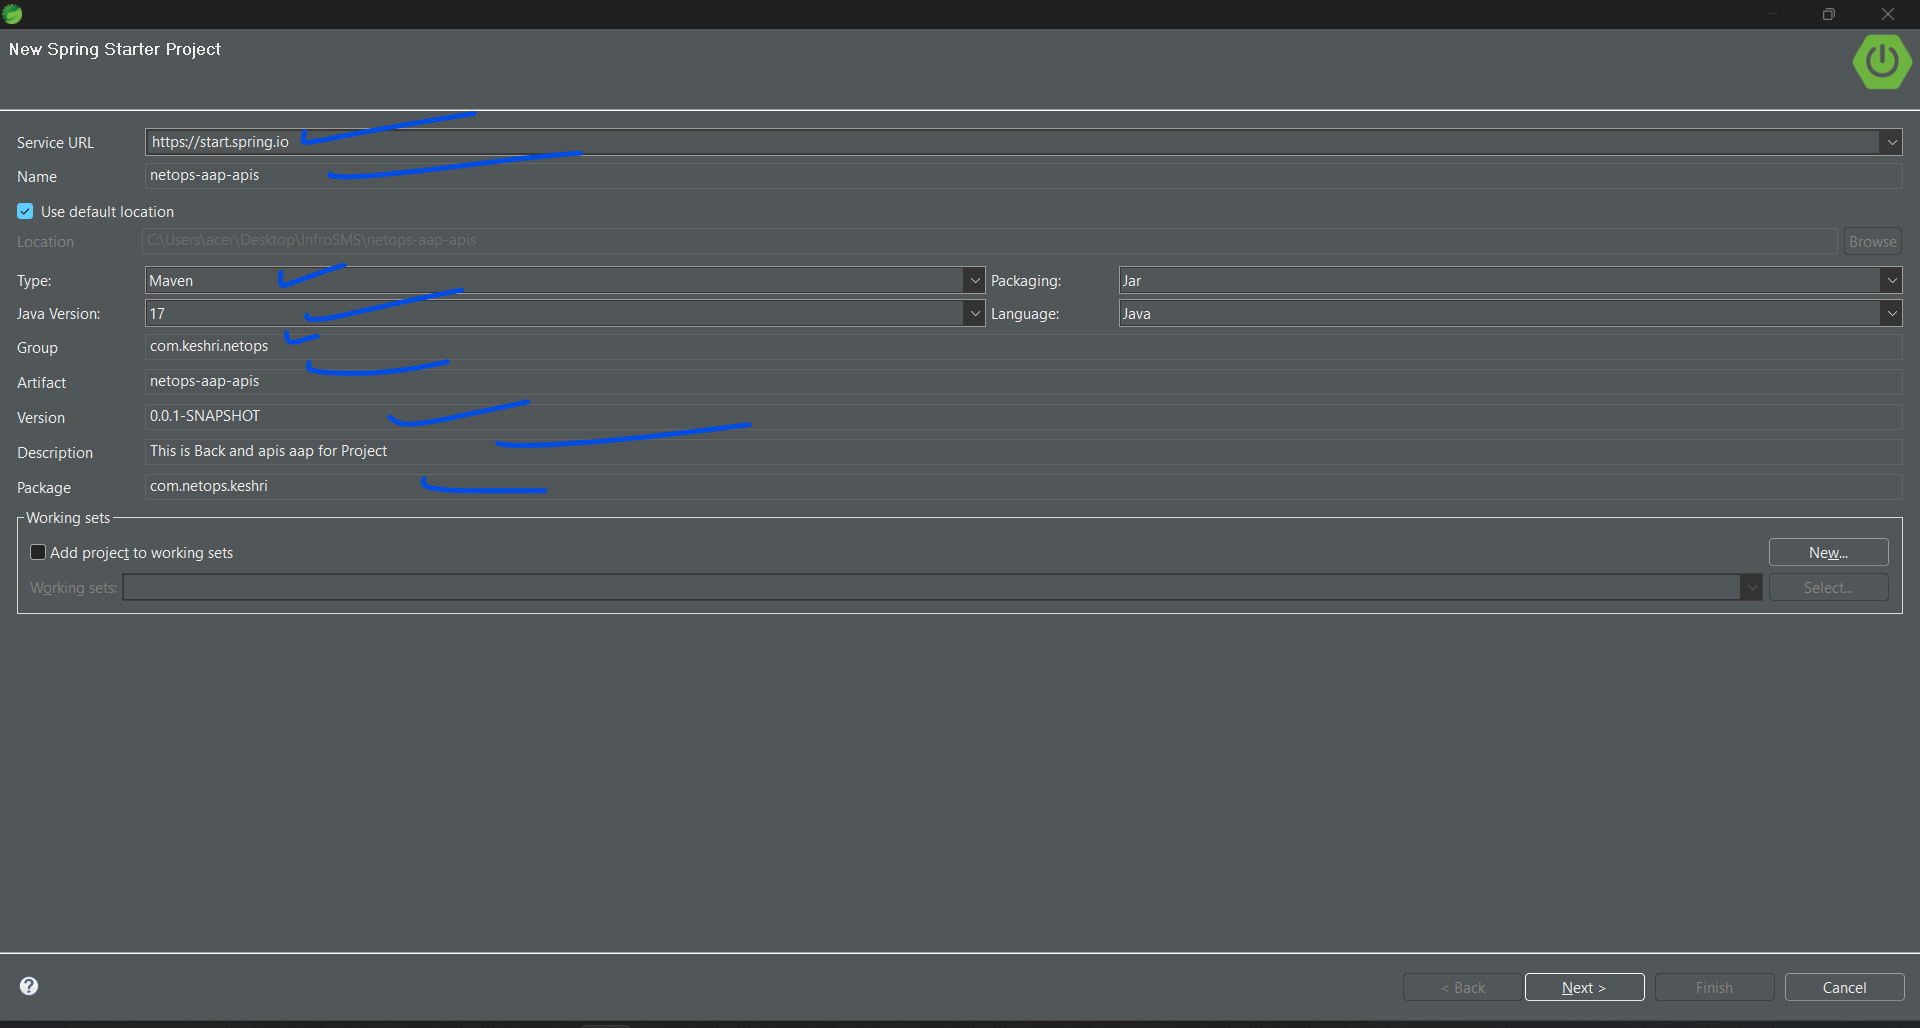 New Spring Starter Project
Service URL https://start.spring.io
Name netops-aap-apis
Use default location
Location C:\Users\acer\Desktop\InfroSMS\netops-aap-apis Browse
Type: Maven Packaging: Jar
Java Version: 17 Language: Java
Group com.keshri.netops
Artifact netops-aap-apis
Version 0.0.1-SNAPSHOT
Description This is Back and apis aap for Project
Package com.netops.keshri
Working sets
Add project to working sets New...
Working sets: Select...
? < Back Next > Finish Cancel